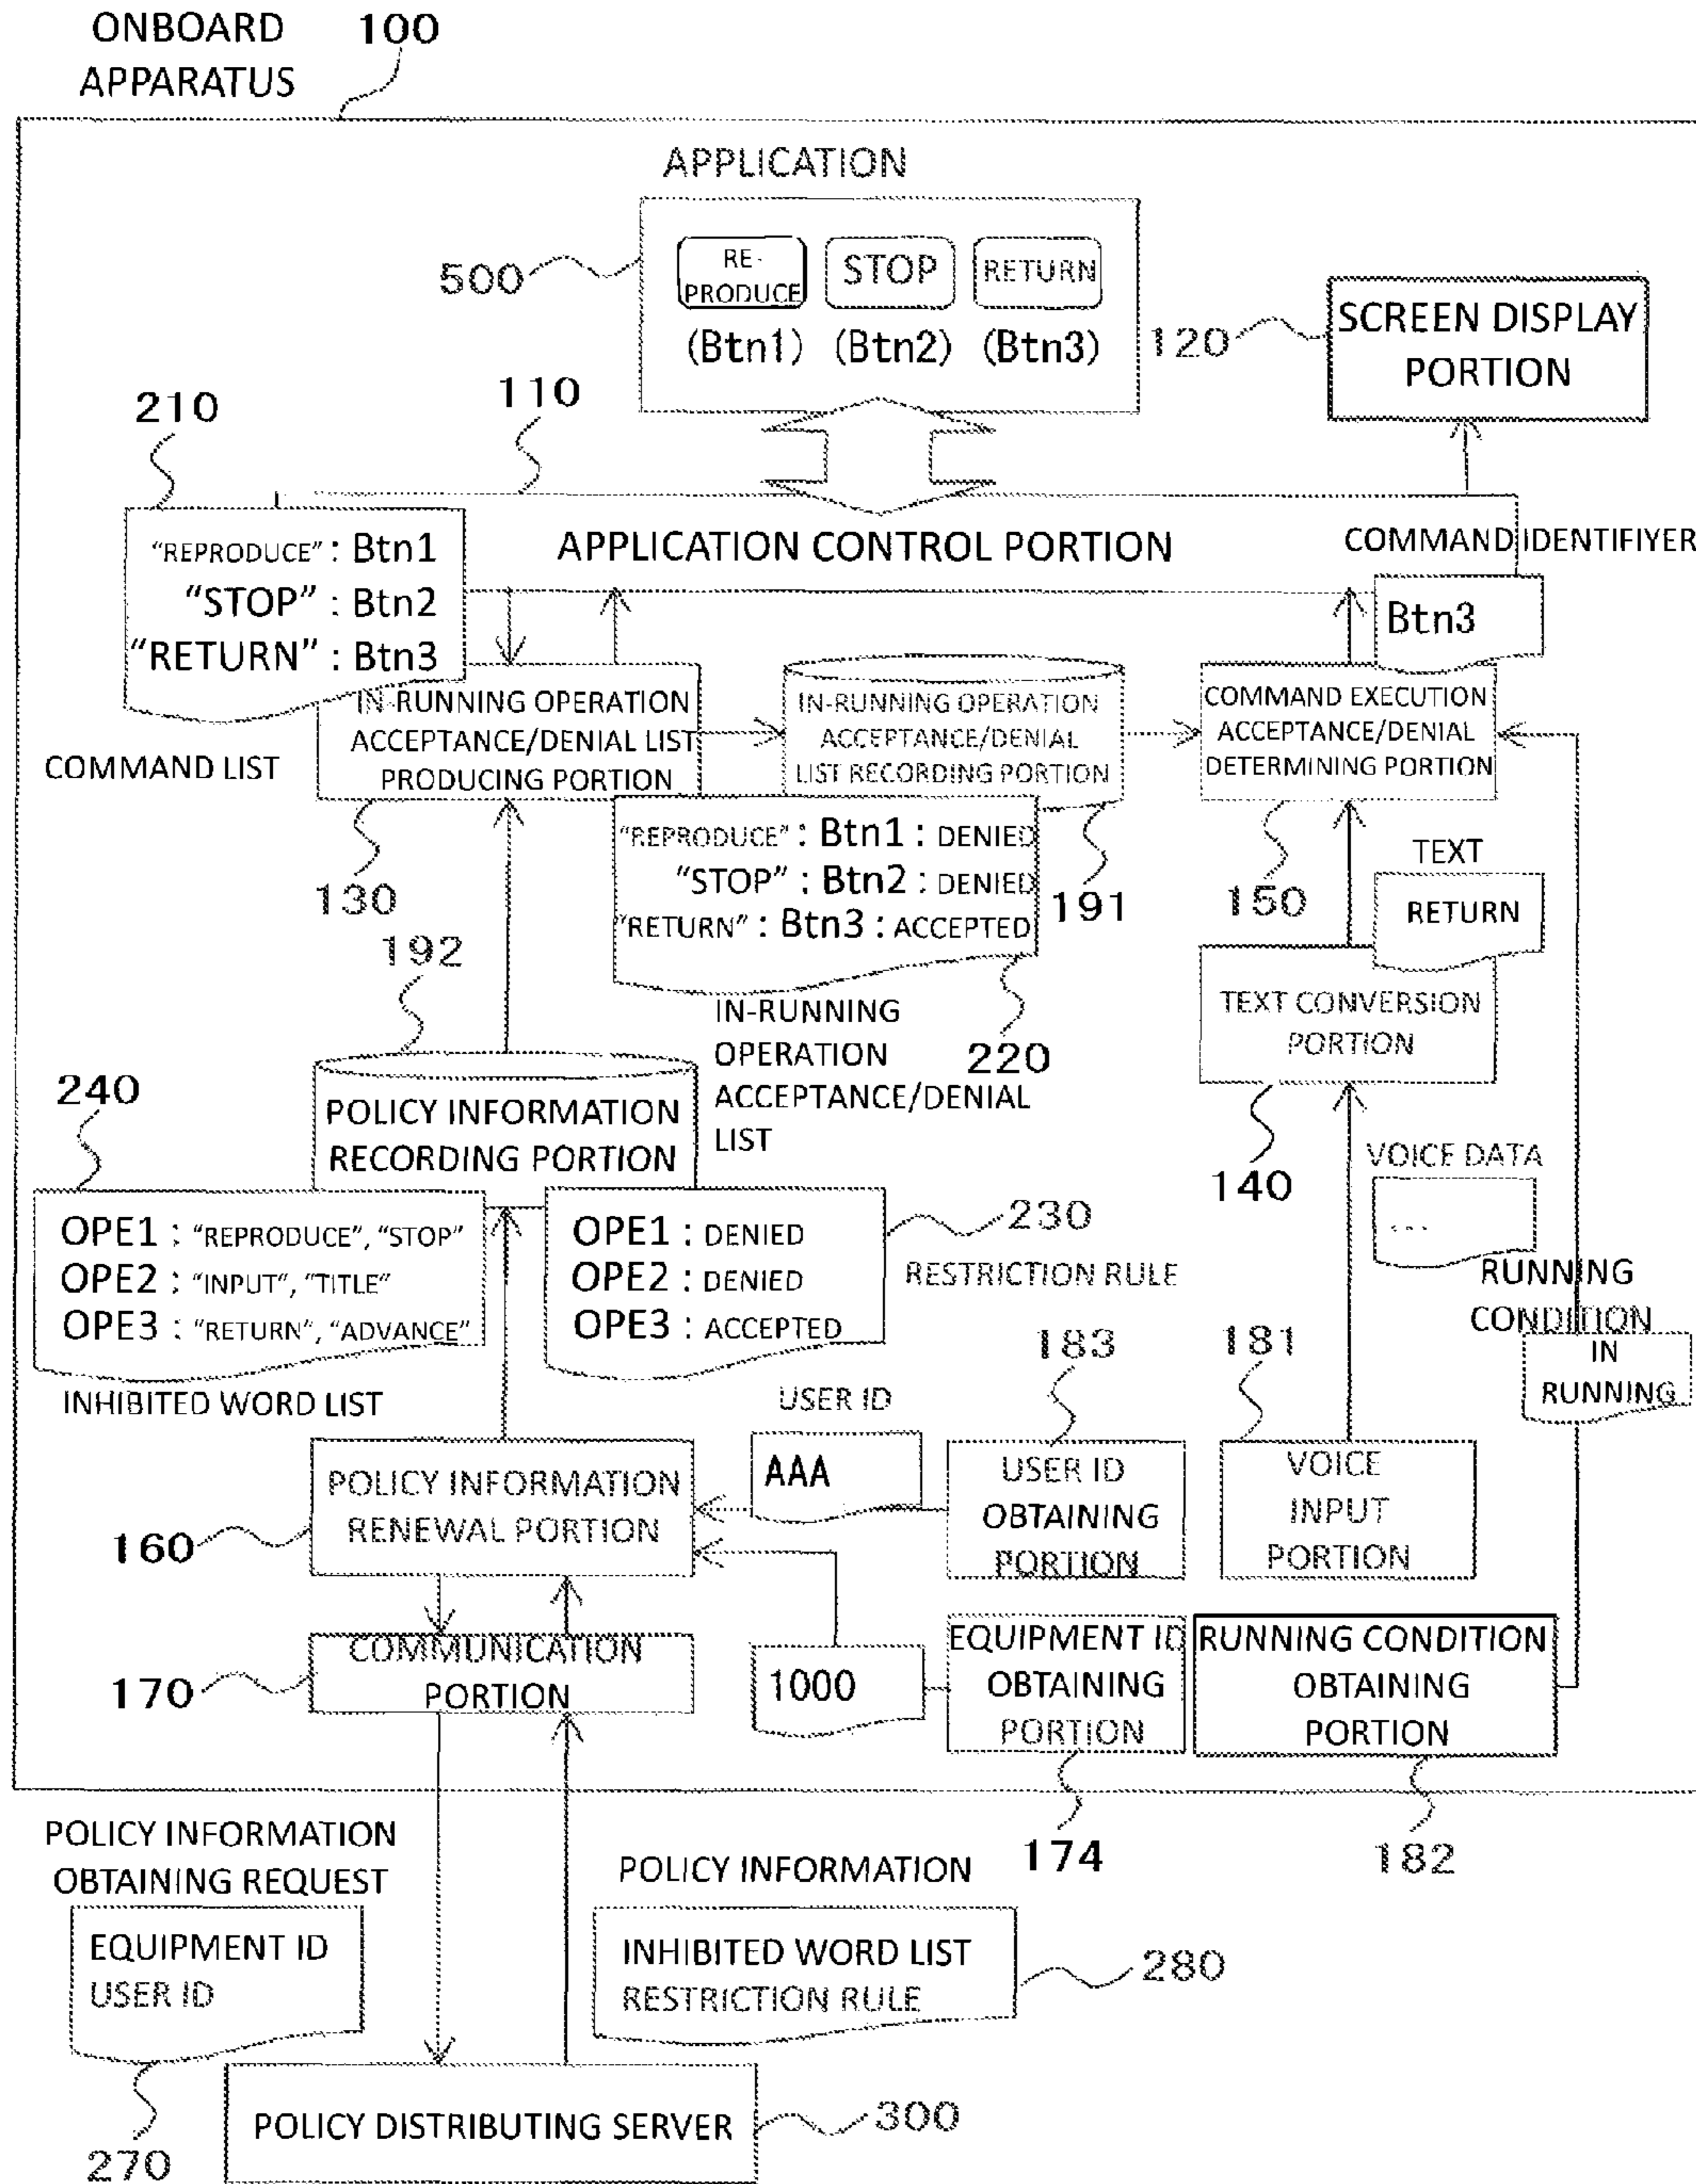 ONBOARD
APPARATUS
100
APPLICATION
RE-
PRODUCE
STOP
RETURN
(Btn1) (Btn2) (Btn3)
500
120
SCREEN DISPLAY
PORTION
110
210
"REPRODUCE" : Btn1
"STOP" : Btn2
"RETURN" : Btn3
COMMAND LIST
APPLICATION CONTROL PORTION
COMMAND IDENTIFIYER
Btn3
IN-RUNNING OPERATION
ACCEPTANCE/DENIAL LIST
PRODUCING PORTION
130
IN-RUNNING OPERATION
ACCEPTANCE/DENIAL
LIST RECORDING PORTION
191
COMMAND EXECUTION
ACCEPTANCE/DENIAL
DETERMINING PORTION
150
"REPRODUCE" : Btn1 : DENIED
"STOP" : Btn2 : DENIED
"RETURN" : Btn3 : ACCEPTED
220
IN-RUNNING
OPERATION
ACCEPTANCE/DENIAL
LIST
TEXT
RETURN
TEXT CONVERSION
PORTION
140
192
POLICY INFORMATION
RECORDING PORTION
240
OPE1 : "REPRODUCE", "STOP"
OPE2 : "INPUT", "TITLE"
OPE3 : "RETURN", "ADVANCE"
INHIBITED WORD LIST
OPE1 : DENIED
OPE2 : DENIED
OPE3 : ACCEPTED
230
RESTRICTION RULE
VOICE DATA
...
RUNNING
CONDITION
IN
RUNNING
USER ID
AAA
183
USER ID
OBTAINING
PORTION
181
VOICE
INPUT
PORTION
POLICY INFORMATION
RENEWAL PORTION
160
COMMUNICATION
PORTION
170
1000
EQUIPMENT ID
OBTAINING
PORTION
174
RUNNING CONDITION
OBTAINING
PORTION
182
POLICY INFORMATION
OBTAINING REQUEST
EQUIPMENT ID
USER ID
270
POLICY INFORMATION
INHIBITED WORD LIST
RESTRICTION RULE
280
POLICY DISTRIBUTING SERVER
300